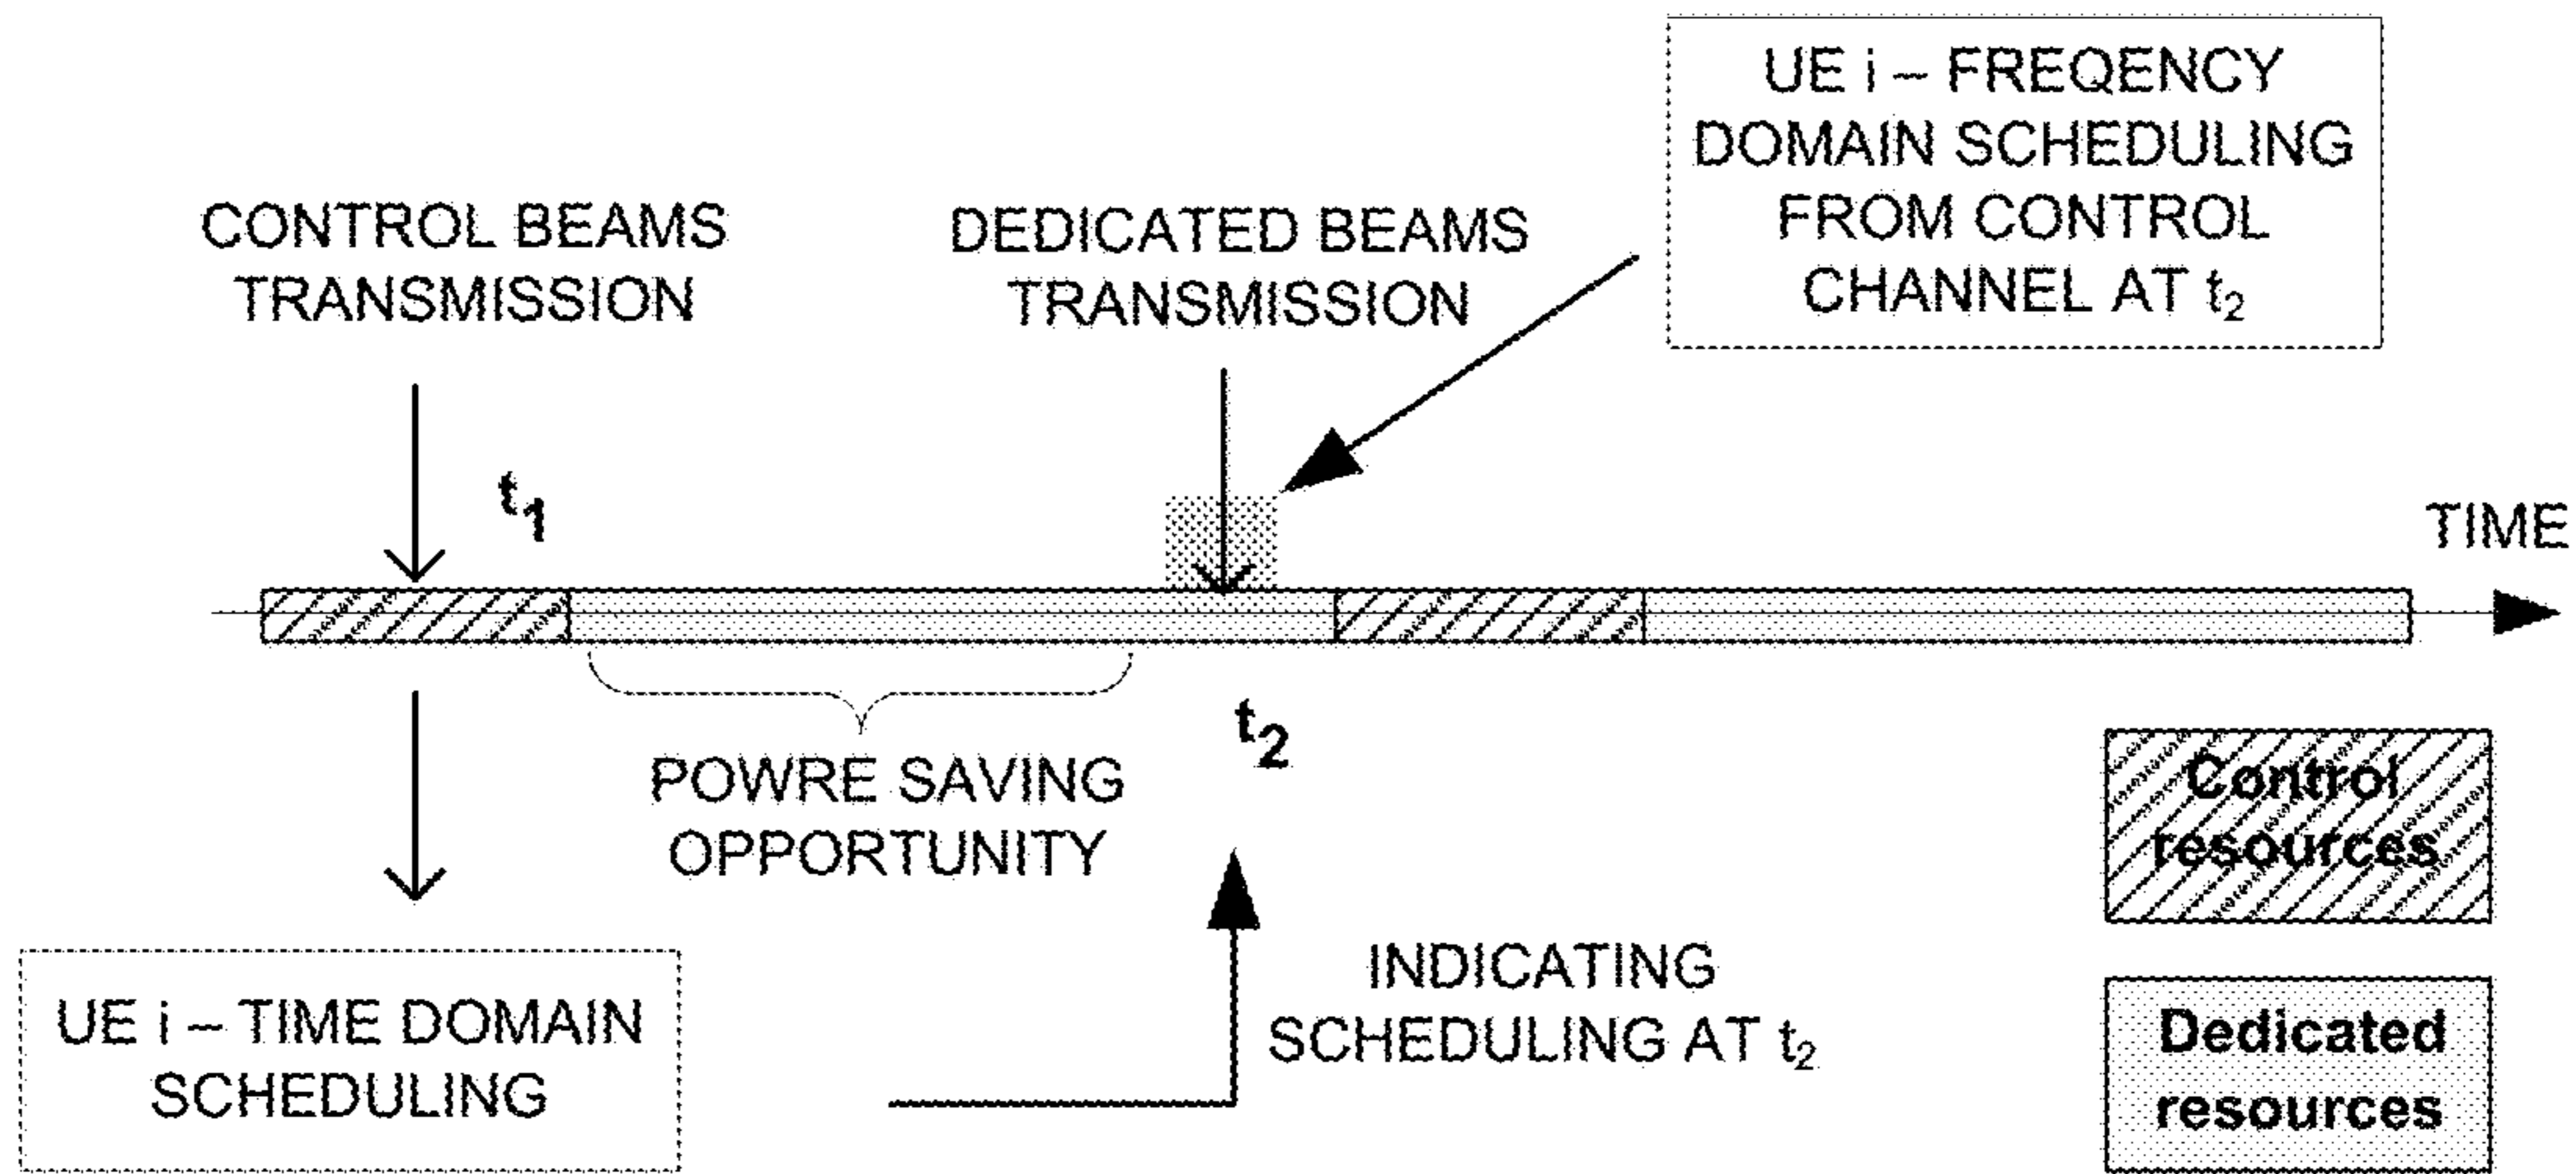 UE i – FREQENCY
DOMAIN SCHEDULING
FROM CONTROL
CHANNEL AT t₂
CONTROL BEAMS
TRANSMISSION
DEDICATED BEAMS
TRANSMISSION
t₁
TIME
POWRE SAVING
OPPORTUNITY
t₂
Control
resources
UE i – TIME DOMAIN
SCHEDULING
INDICATING
SCHEDULING AT t₂
Dedicated
resources